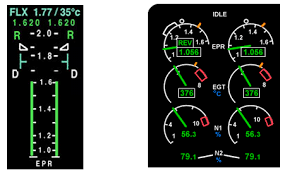 FLX 1.77 / 35°c
1.620 1.620
R -2.0- R
-1.8-
D D
-1.6-
-1.4-
-1.2-
-1.0-
EPR
IDLE
1.2 1.4 1.6 1.2 1.4 1.6
1 REV EPR 1
1.056 1.056
376 EGT 376
°C
10 10
4 4
1 N1 1
56.3 % 56.3
79.1 N2 79.1
%